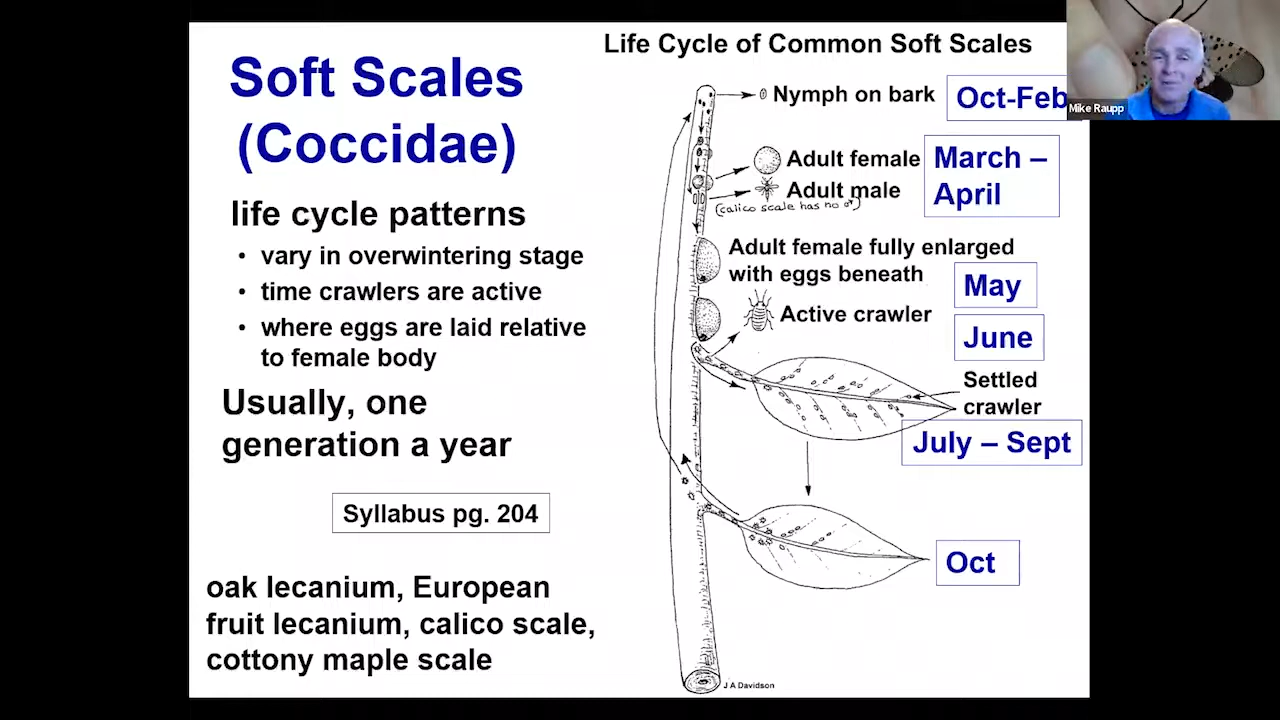 Soft Scales
(Coccidae)
life cycle patterns
• vary in overwintering stage
• time crawlers are active
• where eggs are laid relative
to female body
Usually, one
generation a year
Syllabus pg. 204
oak lecanium, European
fruit lecanium, calico scale,
cottony maple scale
Life Cycle of Common Soft Scales
Nymph on bark
Oct-Feb
Adult female
Adult male
(calico scale has no ♂)
March –
April
Adult female fully enlarged
with eggs beneath
May
Active crawler
June
Settled
crawler
July – Sept
Oct
J A Davidson
Mike Raupp